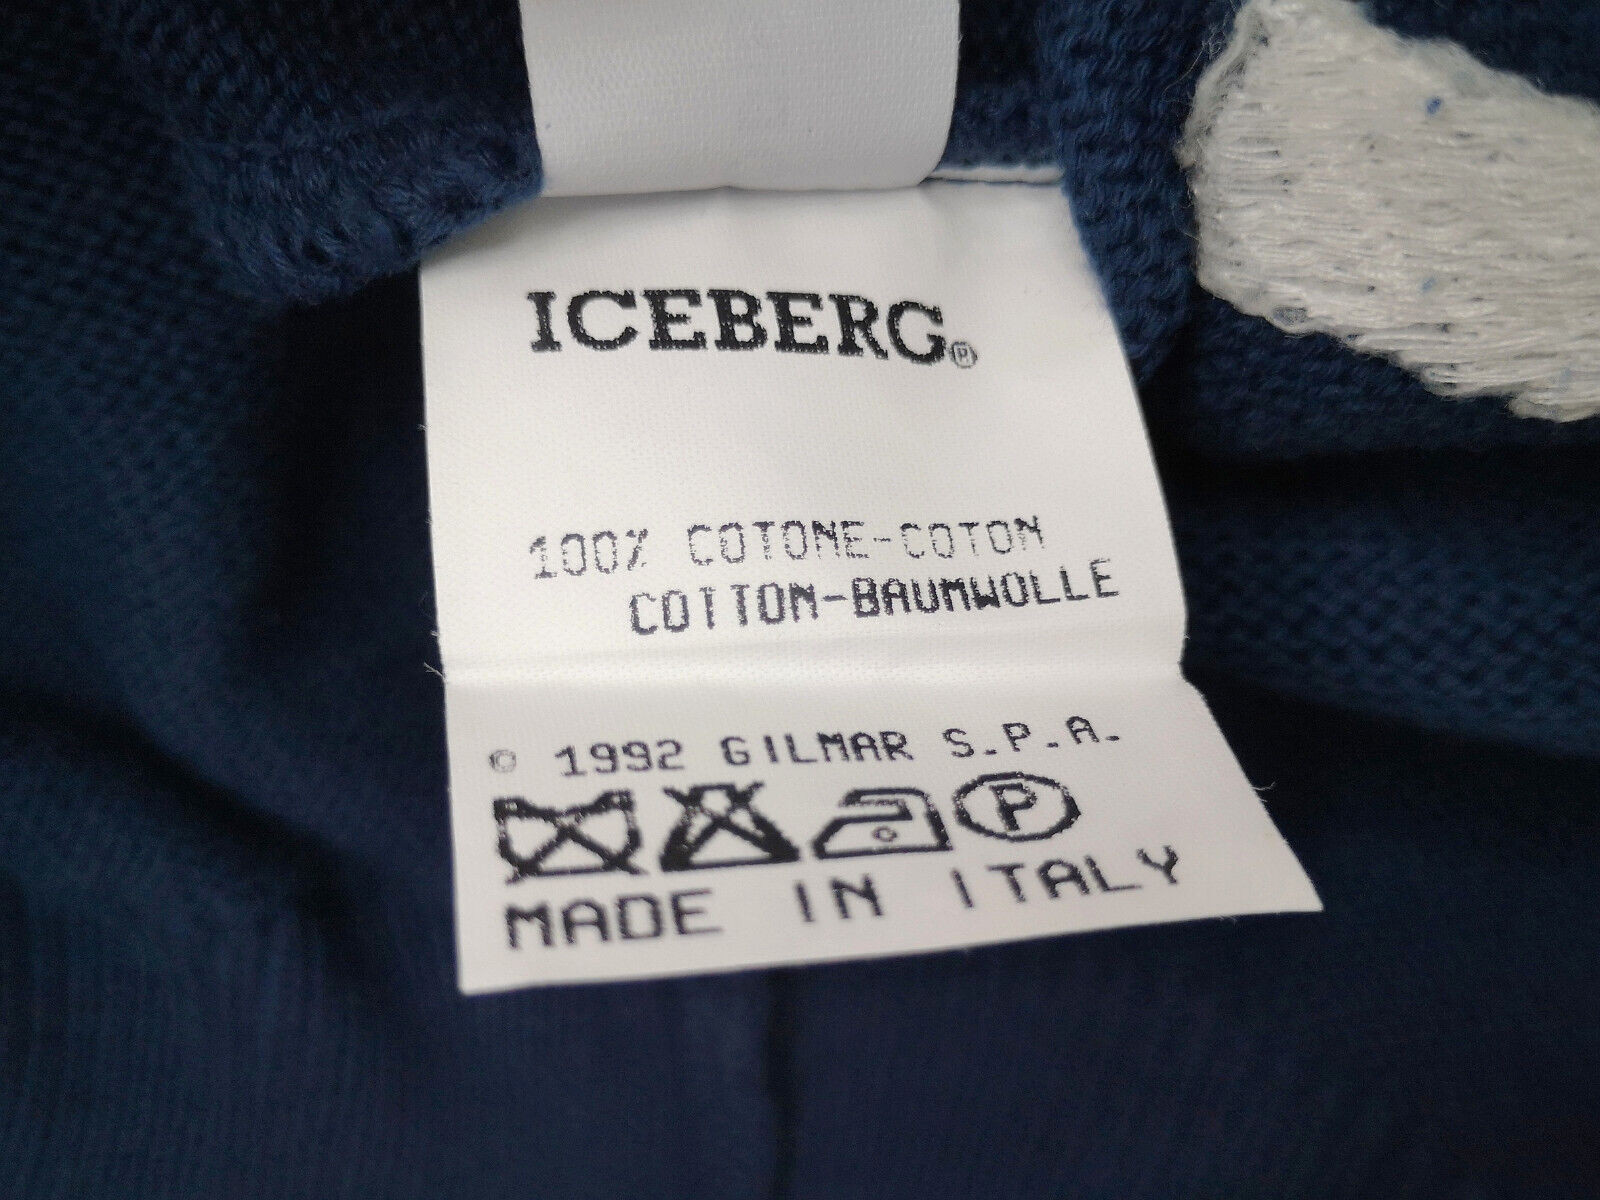 ICEBERG®
100% COTONE-COTON
COTTON-BAUMWOLLE
© 1992 GILMAR S.P.A.
P
MADE IN ITALY